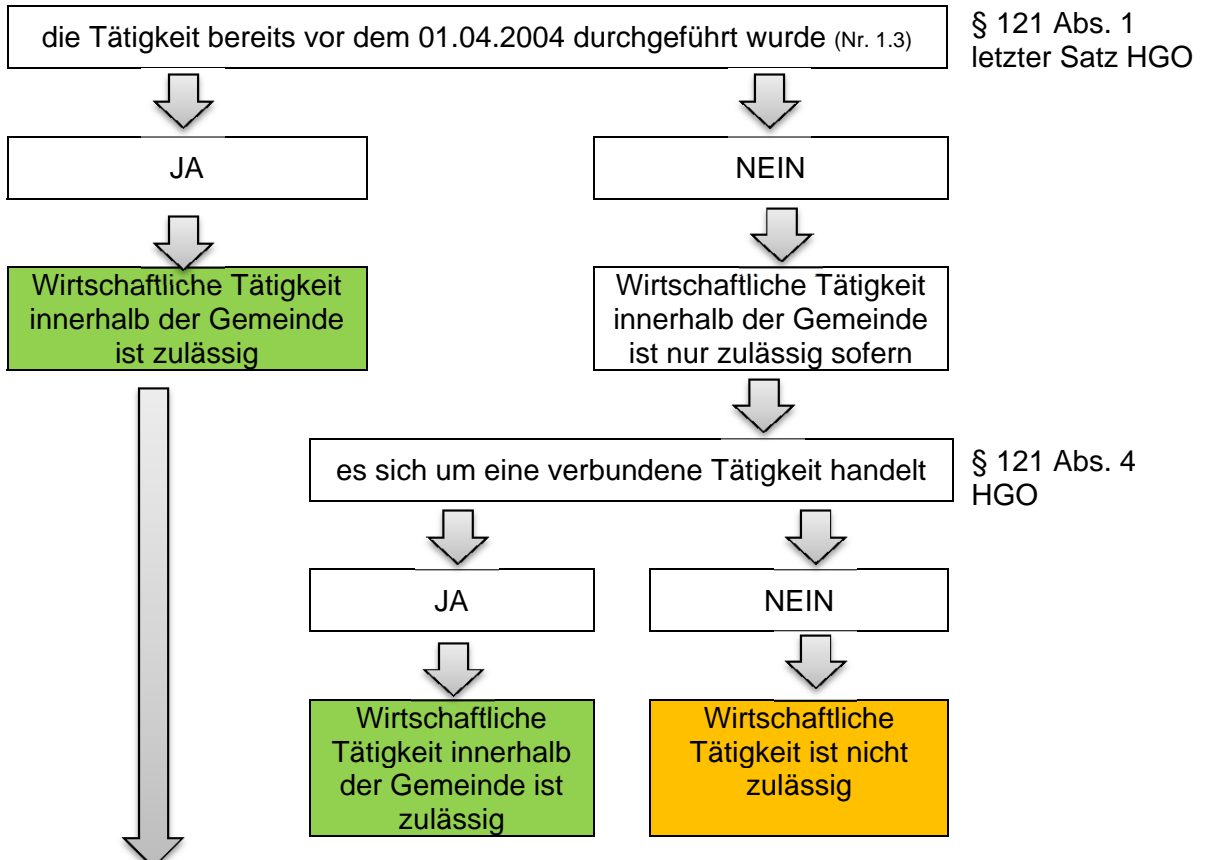 die Tätigkeit bereits vor dem 01.04.2004 durchgeführt wurde (Nr. 1.3)
§ 121 Abs. 1
letzter Satz HGO
JA
NEIN
Wirtschaftliche Tätigkeit
innerhalb der Gemeinde
ist zulässig
Wirtschaftliche Tätigkeit
innerhalb der Gemeinde
ist nur zulässig sofern
es sich um eine verbundene Tätigkeit handelt
§ 121 Abs. 4
HGO
JA
NEIN
Wirtschaftliche
Tätigkeit innerhalb
der Gemeinde ist
zulässig
Wirtschaftliche
Tätigkeit ist nicht
zulässig